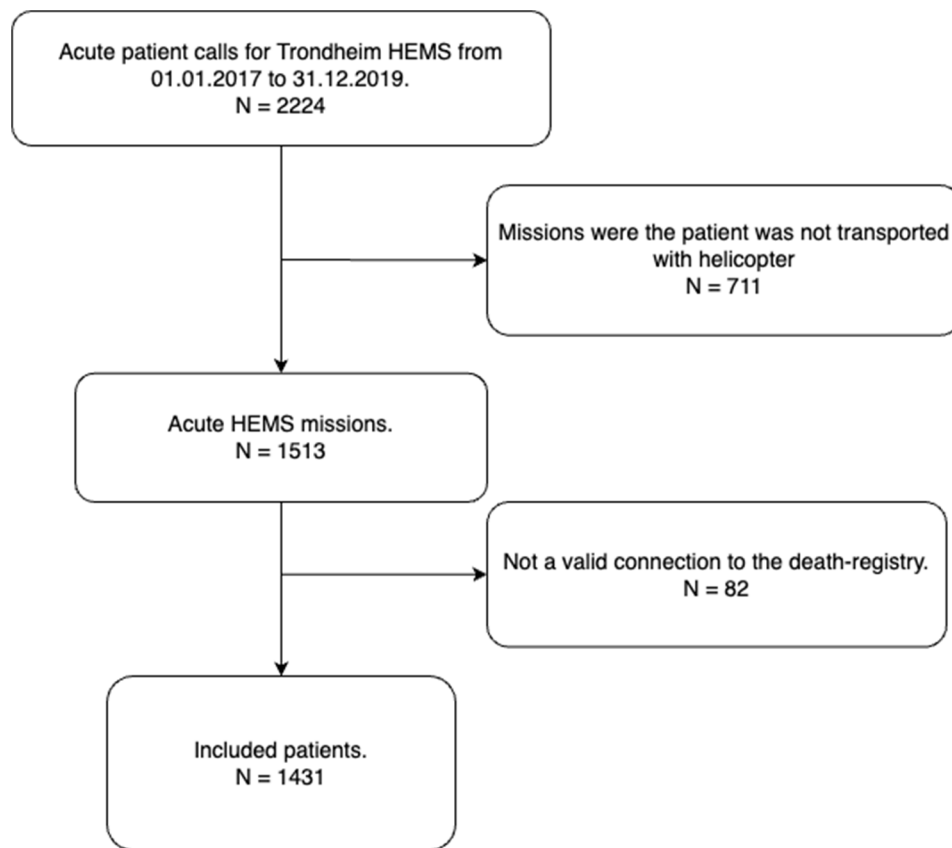 Acute patient calls for Trondheim HEMS from
01.01.2017 to 31.12.2019.
N = 2224
Missions were the patient was not transported
with helicopter
N = 711
Acute HEMS missions.
N = 1513
Not a valid connection to the death-registry.
N = 82
Included patients.
N = 1431